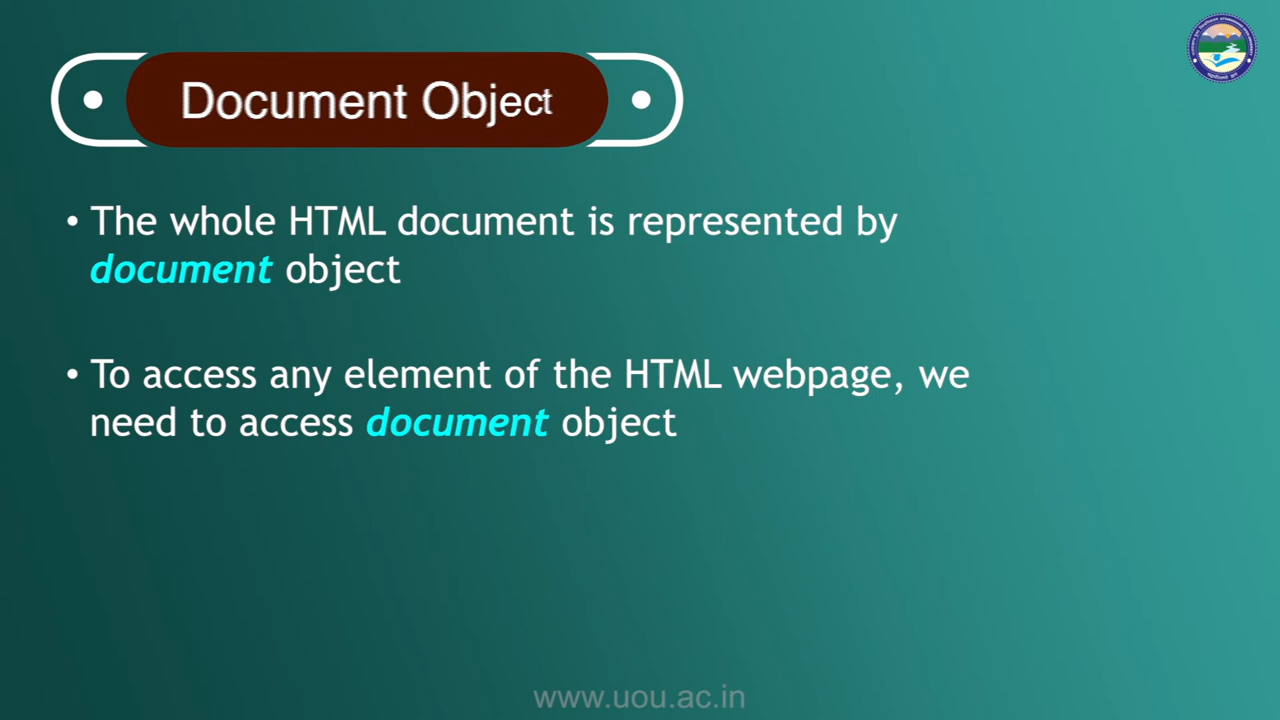 Document Object
• The whole HTML document is represented by
document object
• To access any element of the HTML webpage, we
need to access document object
www.uou.ac.in